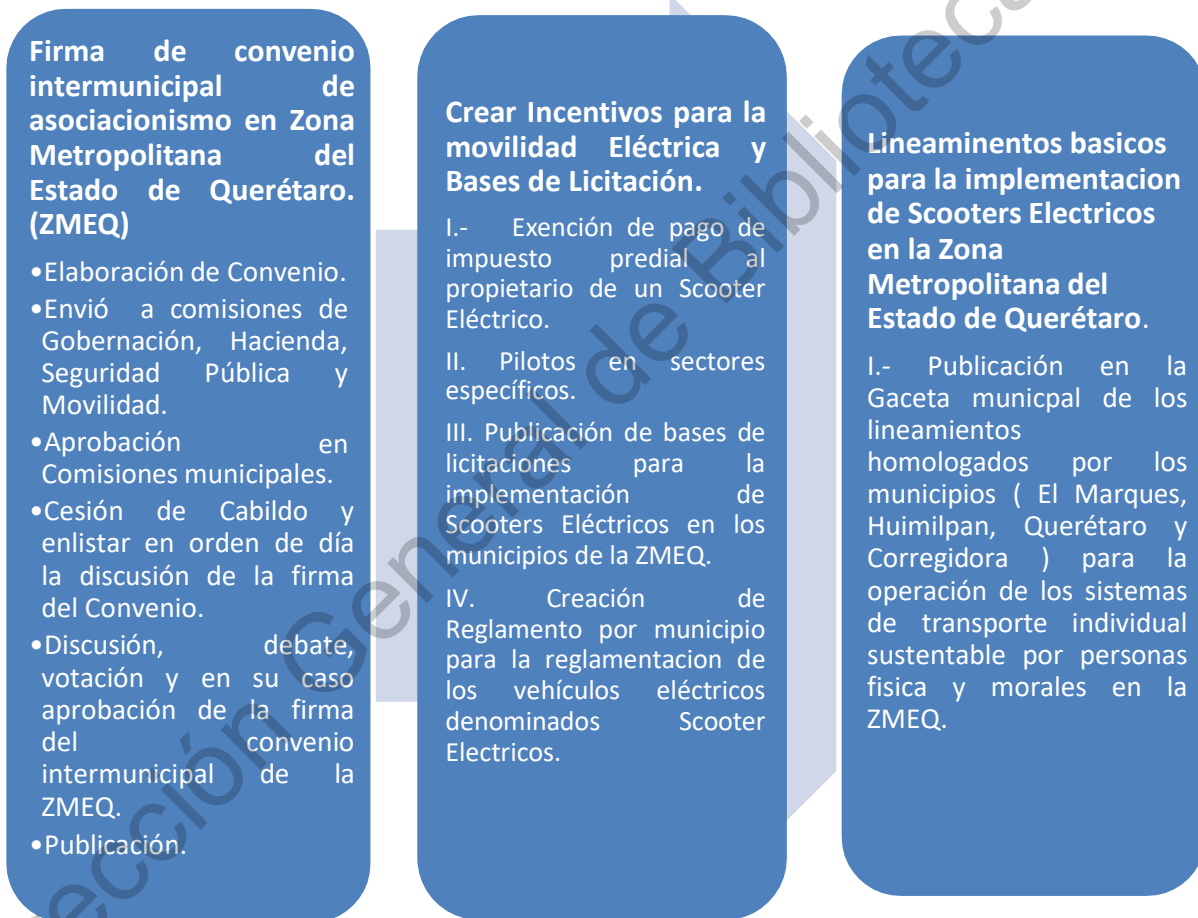 Firma de convenio
intermunicipal de
asociacionismo en Zona
Metropolitana del
Estado de Querétaro.
(ZMEQ)
•Elaboración de Convenio.
•Envió a comisiones de
Gobernación, Hacienda,
Seguridad Pública y
Movilidad.
•Aprobación en
Comisiones municipales.
•Cesión de Cabildo y
enlistar en orden de día
la discusión de la firma
del Convenio.
•Discusión, debate,
votación y en su caso
aprobación de la firma
del convenio
intermunicipal de la
ZMEQ.
•Publicación.
Crear Incentivos para la
movilidad Eléctrica y
Bases de Licitación.
I.- Exención de pago de
impuesto predial al
propietario de un Scooter
Eléctrico.
II. Pilotos en sectores
específicos.
III. Publicación de bases de
licitaciones para la
implementación de
Scooters Eléctricos en los
municipios de la ZMEQ.
IV. Creación de
Reglamento por municipio
para la reglamentacion de
los vehículos eléctricos
denominados Scooter
Electricos.
Lineaminentos basicos
para la implementacion
de Scooters Electricos
en la Zona
Metropolitana del
Estado de Querétaro.
I.- Publicación en la
Gaceta municpal de los
lineamientos
homologados por los
municipios ( El Marques,
Huimilpan, Querétaro y
Corregidora ) para la
operación de los sistemas
de transporte individual
sustentable por personas
fisica y morales en la
ZMEQ.
General de